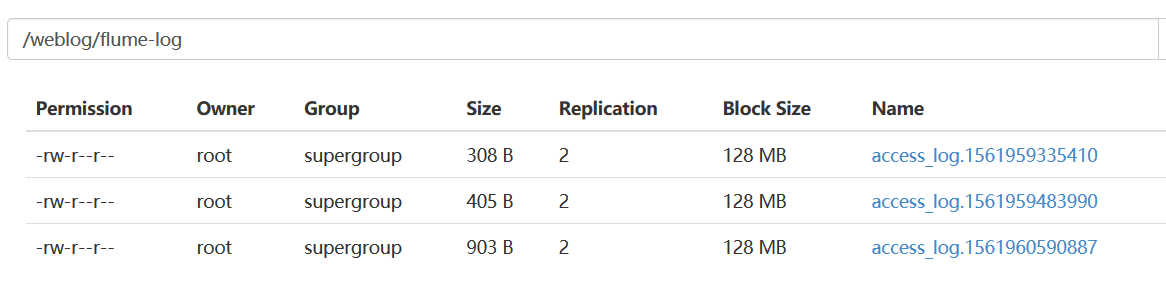 /weblog/flume-log
Permission Owner Group Size Replication Block Size Name
-rw-r--r-- root supergroup 308 B 2 128 MB access_log.1561959335410
-rw-r--r-- root supergroup 405 B 2 128 MB access_log.1561959483990
-rw-r--r-- root supergroup 903 B 2 128 MB access_log.1561960590887